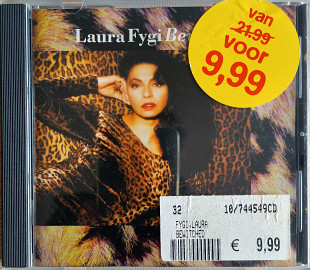 Laura Fygi Be
van
21.99
voor
9,99
32 10/744549CD
FYGI,LAURA
BEWITCHED
€ 9,99